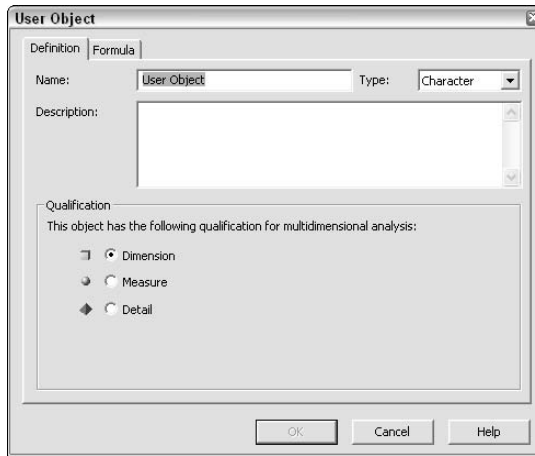 User Object
Definition Formula
Name: User Object Type: Character
Description:
Qualification
This object has the following qualification for multidimensional analysis:
Dimension
Measure
Detail
OK Cancel Help